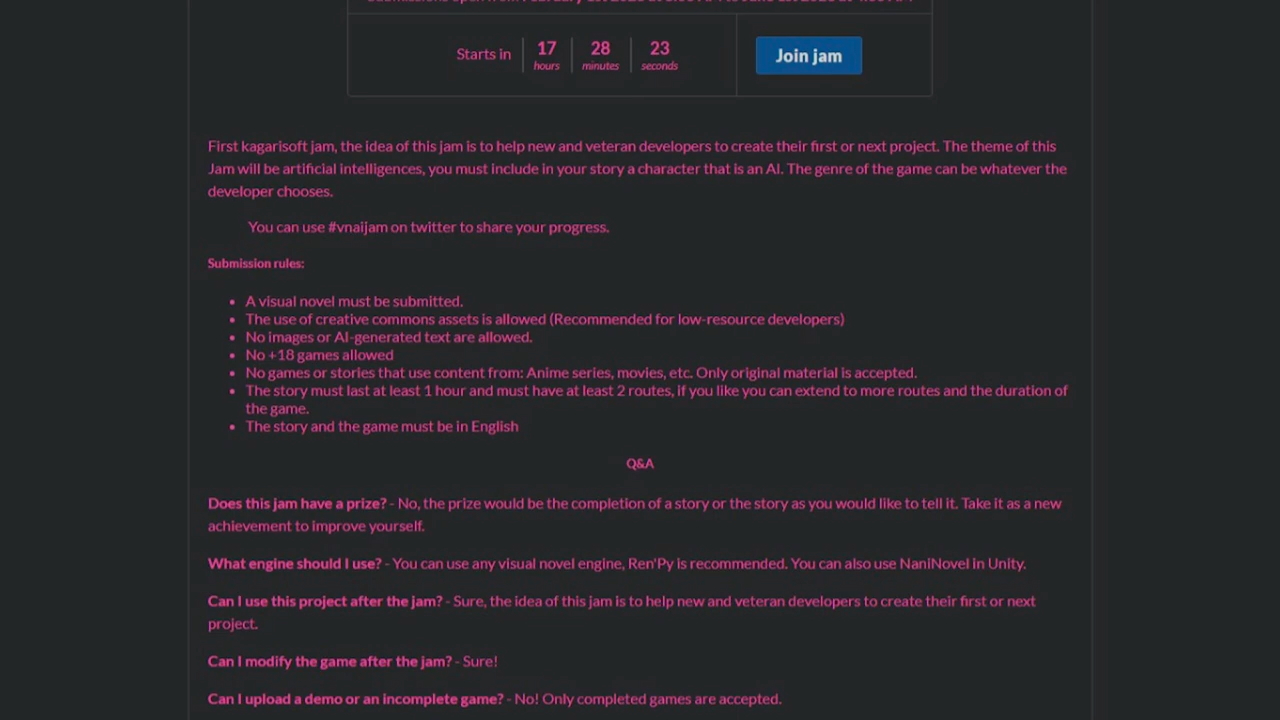 Starts in
17
hours
28
minutes
23
seconds
Join jam
First kagarisoft jam, the idea of this jam is to help new and veteran developers to create their first or next project. The theme of this
Jam will be artificial intelligences, you must include in your story a character that is an AI. The genre of the game can be whatever the
developer chooses.
You can use #vnaijam on twitter to share your progress.
Submission rules:
• A visual novel must be submitted.
• The use of creative commons assets is allowed (Recommended for low-resource developers)
• No images or AI-generated text are allowed.
• No +18 games allowed
• No games or stories that use content from: Anime series, movies, etc. Only original material is accepted.
• The story must last at least 1 hour and must have at least 2 routes, if you like you can extend to more routes and the duration of
the game.
• The story and the game must be in English
Q&A
Does this jam have a prize? - No, the prize would be the completion of a story or the story as you would like to tell it. Take it as a new
achievement to improve yourself.
What engine should I use? - You can use any visual novel engine, Ren'Py is recommended. You can also use NaniNovel in Unity.
Can I use this project after the jam? - Sure, the idea of this jam is to help new and veteran developers to create their first or next
project.
Can I modify the game after the jam? - Sure!
Can I upload a demo or an incomplete game? - No! Only completed games are accepted.